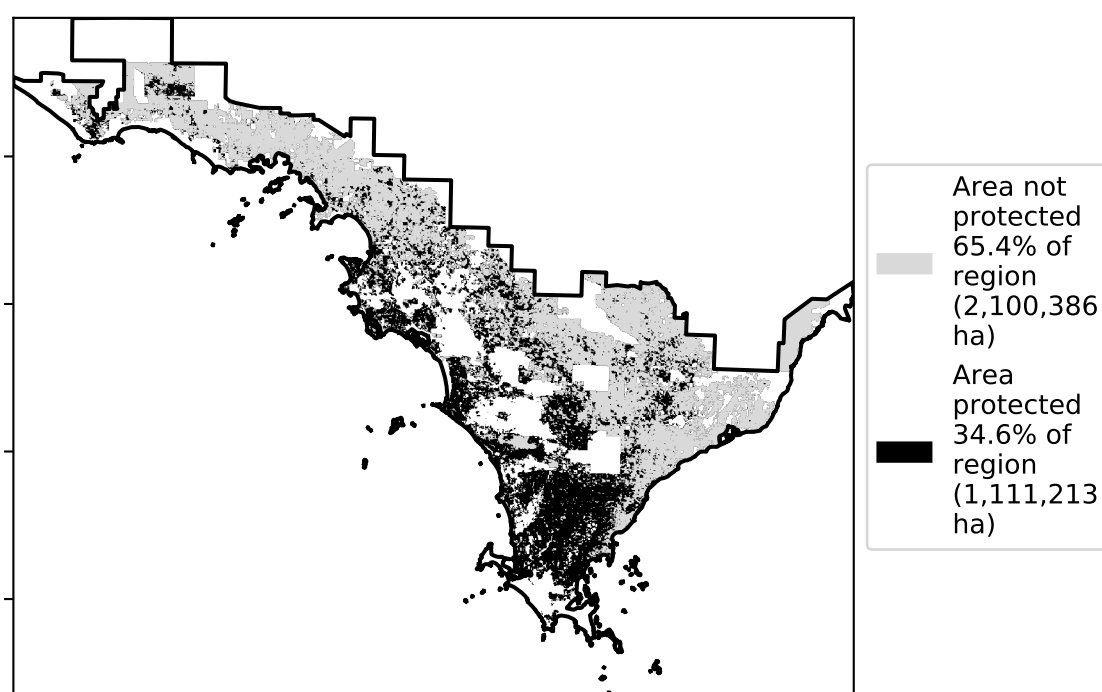 Area not
protected
65.4% of
region
(2,100,386
ha)
Area
protected
34.6% of
region
(1,111,213
ha)